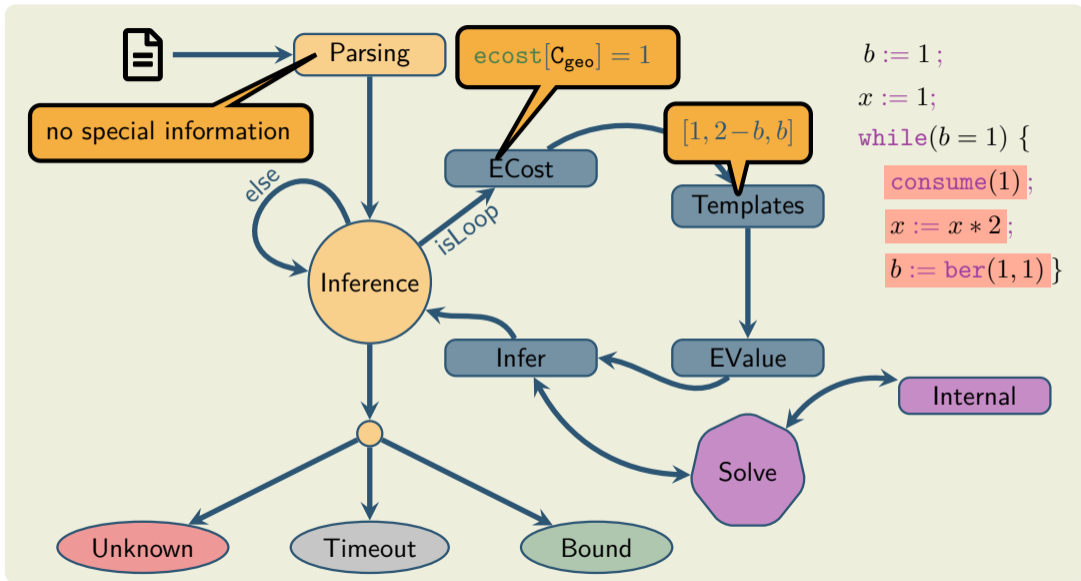 Parsing
no special information
ecost[C_geo] = 1
[1, 2 − b, b]
ECost
Templates
else
isLoop
Inference
Infer
EValue
Internal
Solve
Unknown
Timeout
Bound
b := 1 ;
x := 1;
while(b = 1) {
consume(1);
x := x ∗ 2 ;
b := ber(1, 1) }